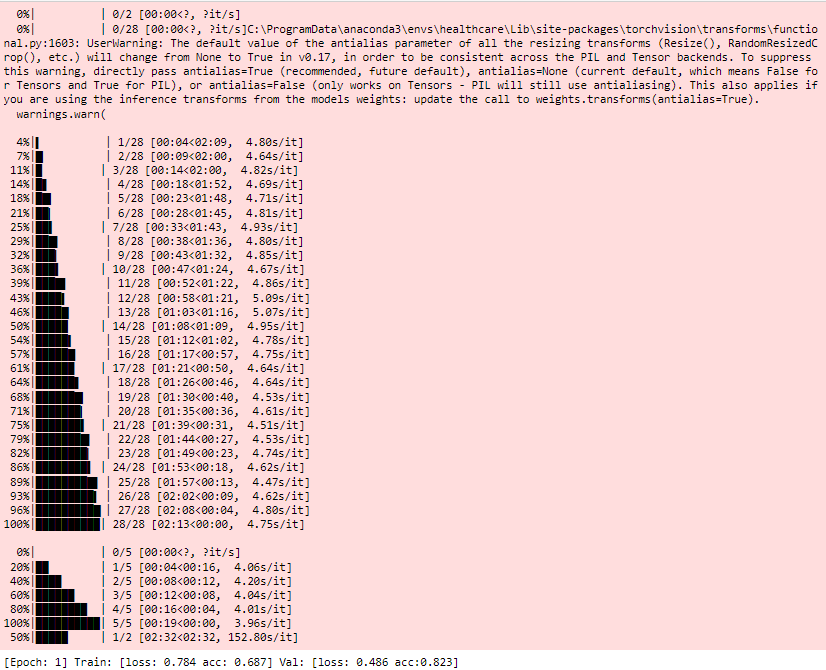 0%| | 0/2 [00:00<?, ?it/s]
0%| | 0/28 [00:00<?, ?it/s]C:\ProgramData\anaconda3\envs\healthcare\Lib\site-packages\torchvision\transforms\functio
nal.py:1603: UserWarning: The default value of the antialias parameter of all the resizing transforms (Resize(), RandomResizedC
rop(), etc.) will change from None to True in v0.17, in order to be consistent across the PIL and Tensor backends. To suppress
this warning, directly pass antialias=True (recommended, future default), antialias=None (current default, which means False fo
r Tensors and True for PIL), or antialias=False (only works on Tensors - PIL will still use antialiasing). This also applies if
you are using the inference transforms from the models weights: update the call to weights.transforms(antialias=True).
warnings.warn(
4%| | 1/28 [00:04<02:09, 4.80s/it]
7%| | 2/28 [00:09<02:00, 4.64s/it]
11%| | 3/28 [00:14<02:00, 4.82s/it]
14%| | 4/28 [00:18<01:52, 4.69s/it]
18%| | 5/28 [00:23<01:48, 4.71s/it]
21%| | 6/28 [00:28<01:45, 4.81s/it]
25%| | 7/28 [00:33<01:43, 4.93s/it]
29%| | 8/28 [00:38<01:36, 4.80s/it]
32%| | 9/28 [00:43<01:32, 4.85s/it]
36%| | 10/28 [00:47<01:24, 4.67s/it]
39%| | 11/28 [00:52<01:22, 4.86s/it]
43%| | 12/28 [00:58<01:21, 5.09s/it]
46%| | 13/28 [01:03<01:16, 5.07s/it]
50%| | 14/28 [01:08<01:09, 4.95s/it]
54%| | 15/28 [01:12<01:02, 4.78s/it]
57%| | 16/28 [01:17<00:57, 4.75s/it]
61%| | 17/28 [01:21<00:50, 4.64s/it]
64%| | 18/28 [01:26<00:46, 4.64s/it]
68%| | 19/28 [01:30<00:40, 4.53s/it]
71%| | 20/28 [01:35<00:36, 4.61s/it]
75%| | 21/28 [01:39<00:31, 4.51s/it]
79%| | 22/28 [01:44<00:27, 4.53s/it]
82%| | 23/28 [01:49<00:23, 4.74s/it]
86%| | 24/28 [01:53<00:18, 4.62s/it]
89%| | 25/28 [01:57<00:13, 4.47s/it]
93%| | 26/28 [02:02<00:09, 4.62s/it]
96%| | 27/28 [02:08<00:04, 4.80s/it]
100%| | 28/28 [02:13<00:00, 4.75s/it]
0%| | 0/5 [00:00<?, ?it/s]
20%| | 1/5 [00:04<00:16, 4.06s/it]
40%| | 2/5 [00:08<00:12, 4.20s/it]
60%| | 3/5 [00:12<00:08, 4.04s/it]
80%| | 4/5 [00:16<00:04, 4.01s/it]
100%| | 5/5 [00:19<00:00, 3.96s/it]
50%| | 1/2 [02:32<02:32, 152.80s/it]
[Epoch: 1] Train: [loss: 0.784 acc: 0.687] Val: [loss: 0.486 acc:0.823]